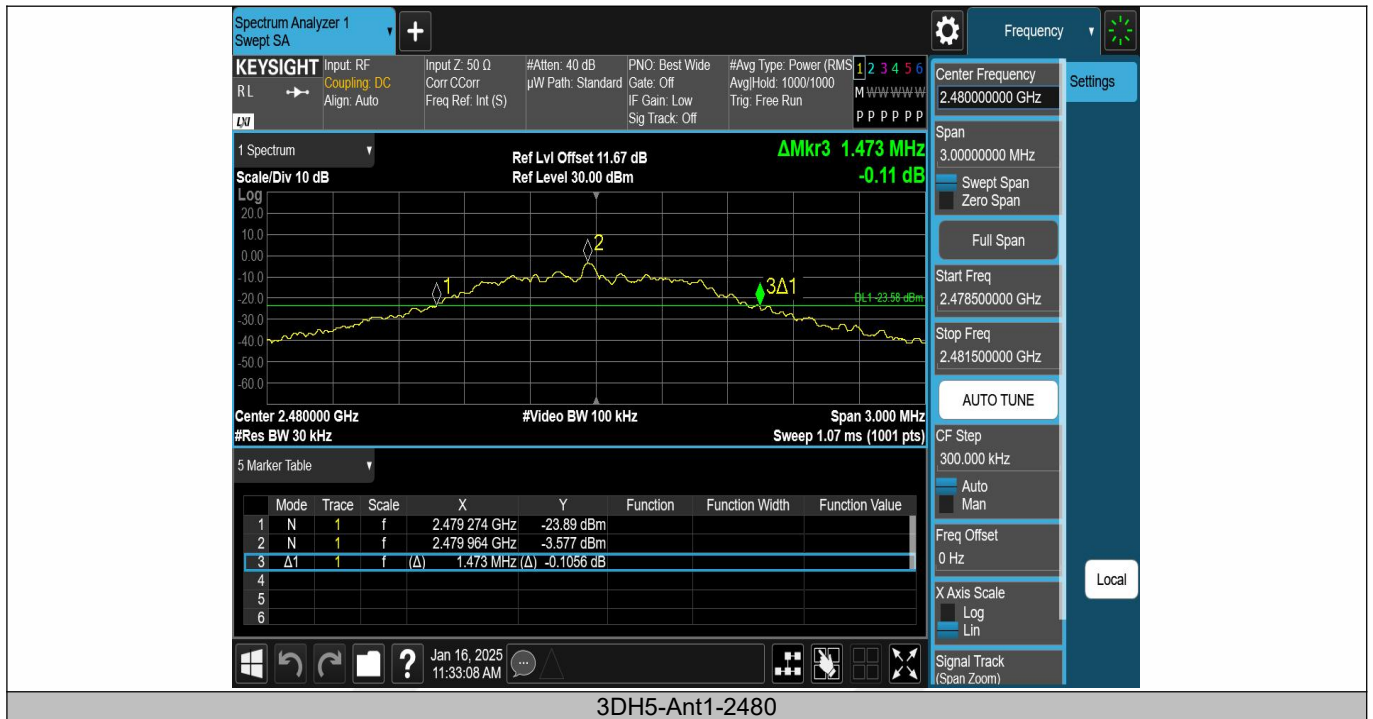 Spectrum Analyzer 1
Swept SA
Frequency
KEYSIGHT
RL
LXI
Input: RF
Coupling: DC
Align: Auto
Input Z: 50 Ω
Corr CCorr
Freq Ref: Int (S)
#Atten: 40 dB
µW Path: Standard
PNO: Best Wide
Gate: Off
IF Gain: Low
Sig Track: Off
#Avg Type: Power (RMS
Avg|Hold: 1000/1000
Trig: Free Run
1 2 3 4 5 6
M W W W W W
P P P P P P
1 Spectrum
Scale/Div 10 dB
Ref Lvl Offset 11.67 dB
Ref Level 30.00 dBm
ΔMkr3 1.473 MHz
-0.11 dB
Log
20.0
10.0
0.00
-10.0
-20.0
-30.0
-40.0
-50.0
-60.0
1
2
3Δ1
DL1 -23.58 dBm
Center 2.480000 GHz
#Video BW 100 kHz
Span 3.000 MHz
#Res BW 30 kHz
Sweep 1.07 ms (1001 pts)
5 Marker Table
Mode Trace Scale X Y Function Function Width Function Value
1 N 1 f 2.479 274 GHz -23.89 dBm
2 N 1 f 2.479 964 GHz -3.577 dBm
3 Δ1 1 f (Δ) 1.473 MHz (Δ) -0.1056 dB
4
5
6
Jan 16, 2025
11:33:08 AM
?
Center Frequency
2.480000000 GHz
Settings
Span
3.00000000 MHz
Swept Span
Zero Span
Full Span
Start Freq
2.478500000 GHz
Stop Freq
2.481500000 GHz
AUTO TUNE
CF Step
300.000 kHz
Auto
Man
Freq Offset
0 Hz
X Axis Scale
Log
Lin
Local
Signal Track
(Span Zoom)
3DH5-Ant1-2480